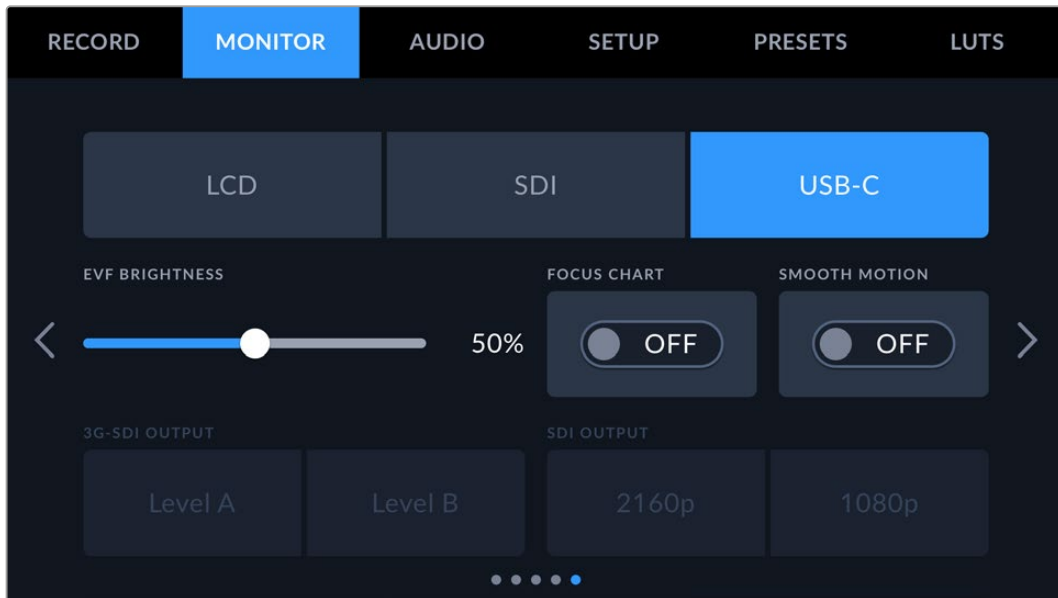 RECORD MONITOR AUDIO SETUP PRESETS LUTS
LCD SDI USB-C
EVF BRIGHTNESS FOCUS CHART SMOOTH MOTION
50% OFF OFF
3G-SDI OUTPUT SDI OUTPUT
Level A Level B 2160p 1080p